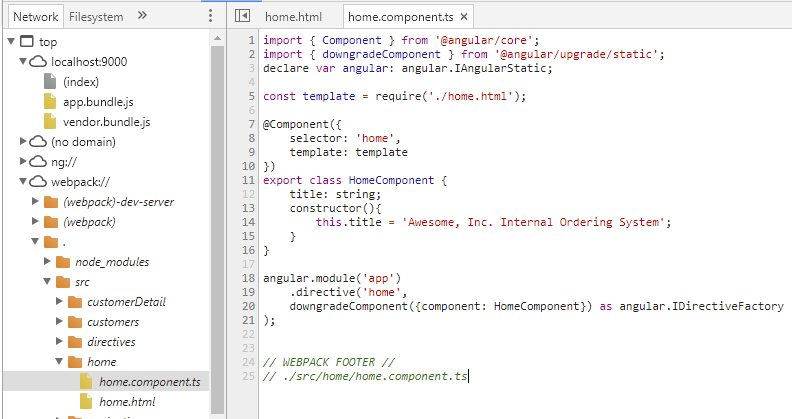 Network Filesystem »
top
localhost:9000
(index)
app.bundle.js
vendor.bundle.js
(no domain)
ng://
webpack://
(webpack)-dev-server
(webpack)
.
node_modules
src
customerDetail
customers
directives
home
home.component.ts
home.html
home.html home.component.ts ×
1 import { Component } from '@angular/core';
2 import { downgradeComponent } from '@angular/upgrade/static';
3 declare var angular: angular.IAngularStatic;
4
5 const template = require('./home.html');
6
7 @Component({
8     selector: 'home',
9     template: template
10 })
11 export class HomeComponent {
12     title: string;
13     constructor(){
14         this.title = 'Awesome, Inc. Internal Ordering System';
15     }
16 }
17
18 angular.module('app')
19     .directive('home',
20     downgradeComponent({component: HomeComponent}) as angular.IDirectiveFactory
21 );
22
23
24 // WEBPACK FOOTER //
25 // ./src/home/home.component.ts